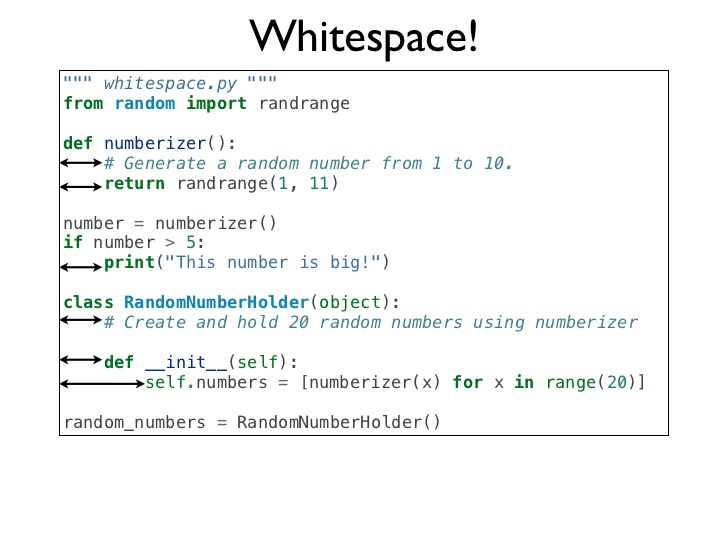 Whitespace!
""" whitespace.py """
from random import randrange
def numberizer():
# Generate a random number from 1 to 10.
return randrange(1, 11)
number = numberizer()
if number > 5:
print("This number is big!")
class RandomNumberHolder(object):
# Create and hold 20 random numbers using numberizer
def __init__(self):
self.numbers = [numberizer(x) for x in range(20)]
random_numbers = RandomNumberHolder()